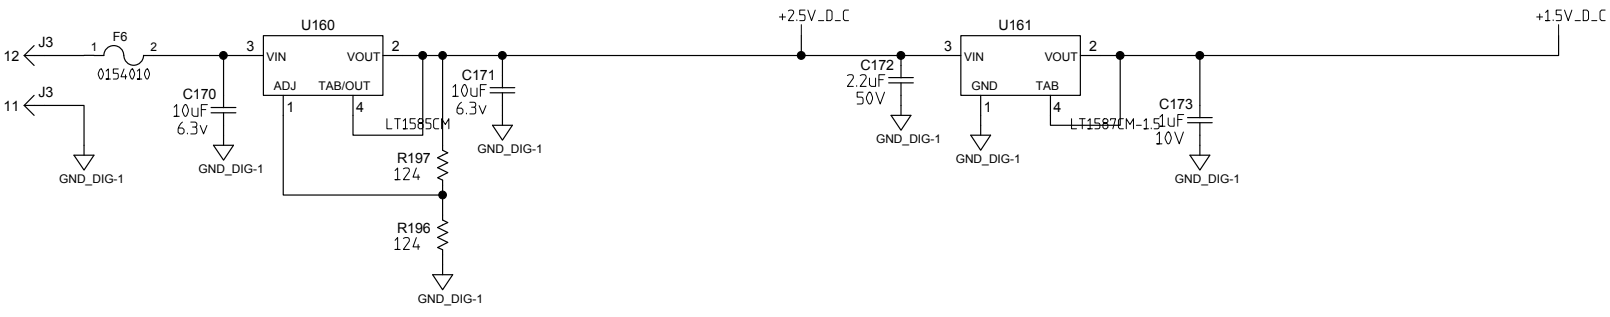 +2.5V_D_C
+1.5V_D_C
U160
U161
J3
F6
12
1
2
3
VIN
VOUT
2
3
VIN
VOUT
2
0154010
C170
10uF
6.3v
ADJ
TAB/OUT
1
4
C171
10uF
6.3v
C172
2.2uF
50V
GND
TAB
1
4
C173
1uF
10V
J3
11
LT1585CM
LT1587CM-1.5
GND_DIG-1
GND_DIG-1
GND_DIG-1
GND_DIG-1
GND_DIG-1
GND_DIG-1
R197
124
R196
124
GND_DIG-1